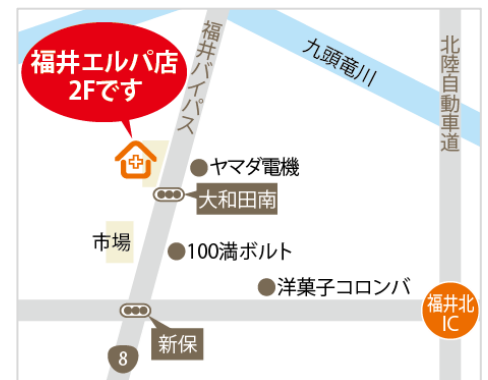 福井エルパ店
2Fです
福井バイパス
九頭竜川
北陸自動車道
ヤマダ電機
大和田南
市場
100満ボルト
洋菓子コロンバ
福井北
IC
新保
8